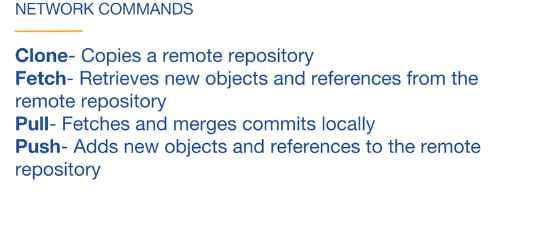 NETWORK COMMANDS
Clone- Copies a remote repository
Fetch- Retrieves new objects and references from the
remote repository
Pull- Fetches and merges commits locally
Push- Adds new objects and references to the remote
repository